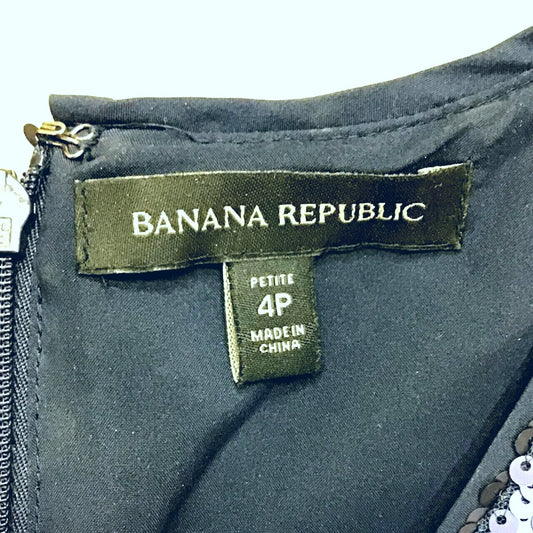 BANANA REPUBLIC
PETITE
4P
MADE IN
CHINA